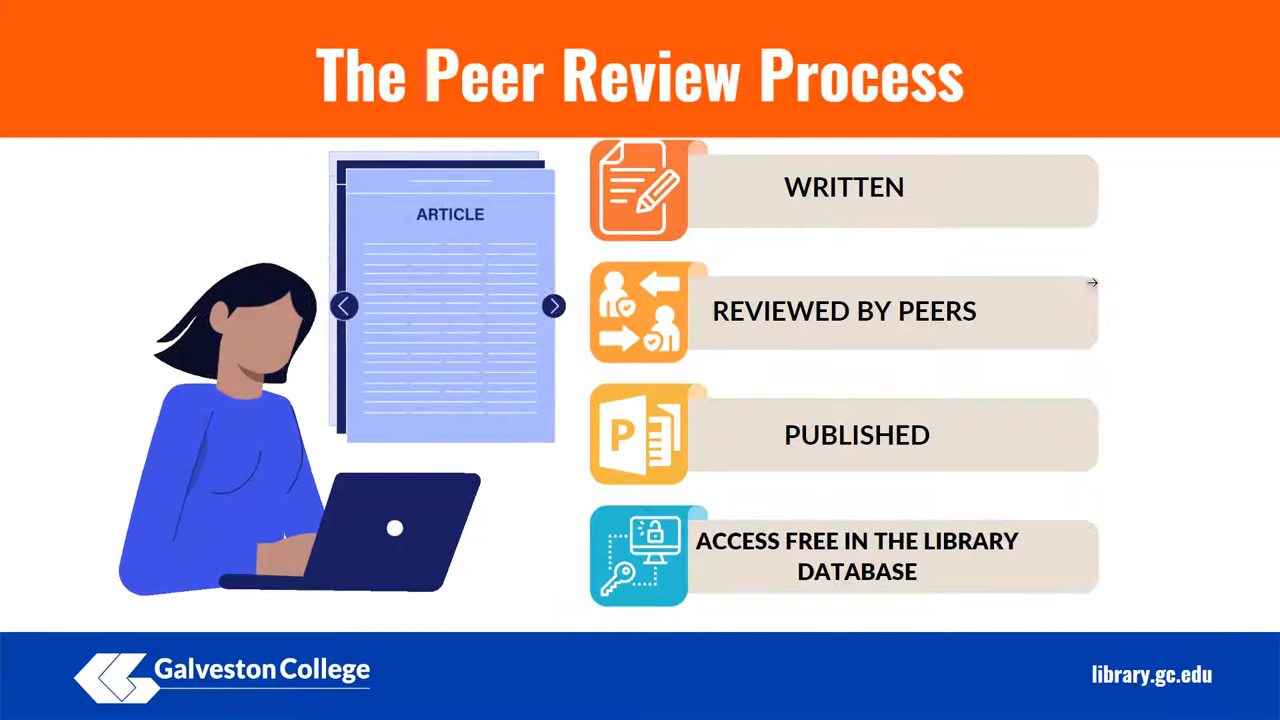 The Peer Review Process
ARTICLE
WRITTEN
REVIEWED BY PEERS
P
PUBLISHED
ACCESS FREE IN THE LIBRARY
DATABASE
Galveston College
library.gc.edu